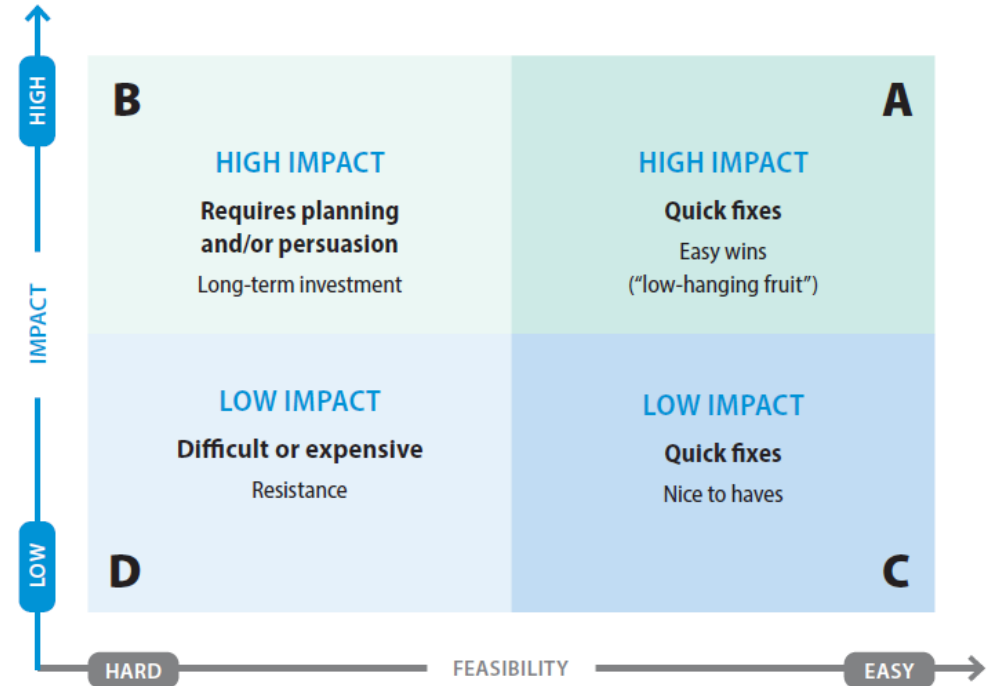 HIGH
IMPACT
LOW
B
HIGH IMPACT
Requires planning
and/or persuasion
Long-term investment
A
HIGH IMPACT
Quick fixes
Easy wins
(“low-hanging fruit”)
LOW IMPACT
Difficult or expensive
Resistance
D
LOW IMPACT
Quick fixes
Nice to haves
C
HARD
FEASIBILITY
EASY